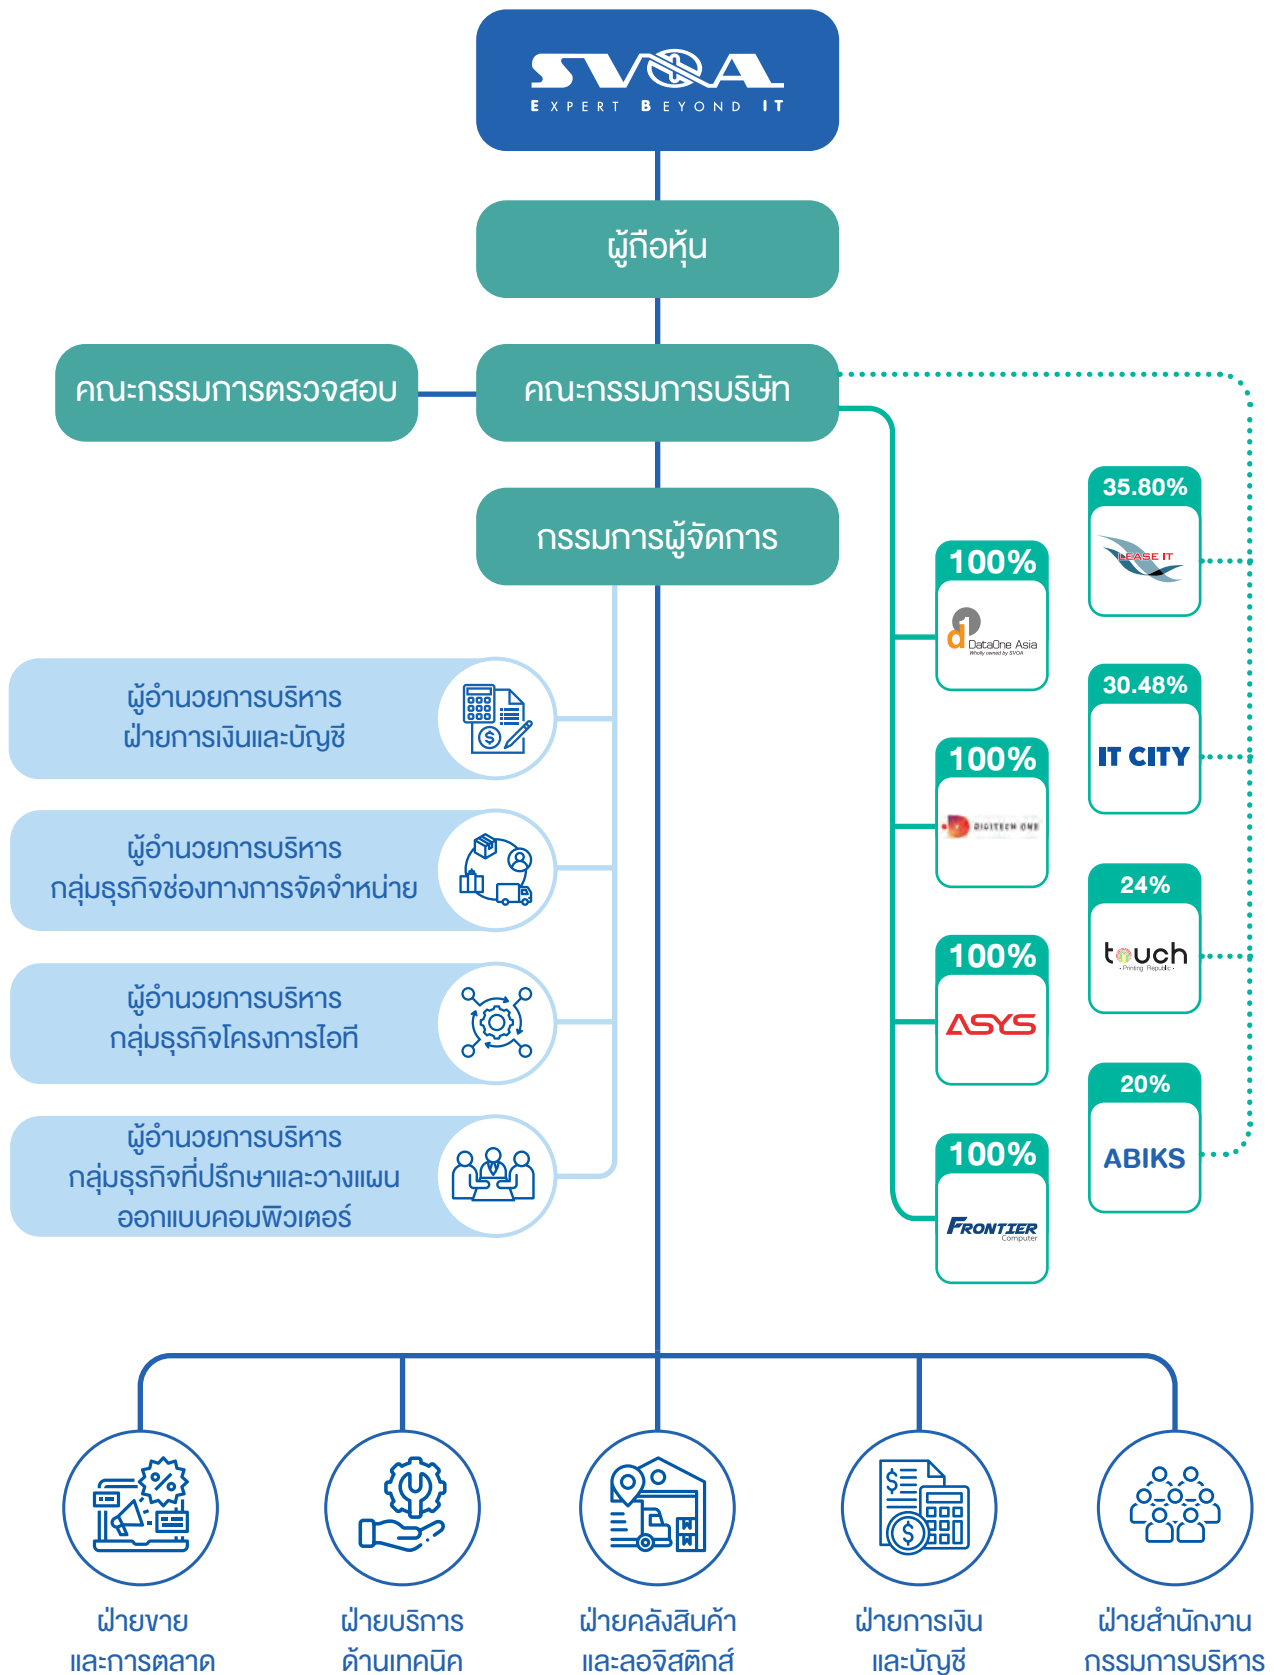 SVOA
EXPERT BEYOND IT
ผู้ถือหุ้น
คณะกรรมการตรวจสอบ
คณะกรรมการบริษัท
กรรมการผู้จัดการ
ผู้อำนวยการบริหาร
ฝ่ายการเงินและบัญชี
ผู้อำนวยการบริหาร
กลุ่มธุรกิจช่องทางการจัดจำหน่าย
ผู้อำนวยการบริหาร
กลุ่มธุรกิจโครงการไอที
ผู้อำนวยการบริหาร
กลุ่มธุรกิจที่ปรึกษาและวางแผน
ออกแบบคอมพิวเตอร์
100%
d1
DataOne Asia
Wholly owned by SVOA
100%
DIGITECH ONE
100%
ASYS
100%
FRONTIER
Computer
35.80%
LEASE IT
30.48%
IT CITY
24%
touch
• Printing Republic •
20%
ABIKS
ฝ่ายขาย
และการตลาด
ฝ่ายบริการ
ด้านเทคนิค
ฝ่ายคลังสินค้า
และลอจิสติกส์
ฝ่ายการเงิน
และบัญชี
ฝ่ายสำนักงาน
กรรมการบริหาร